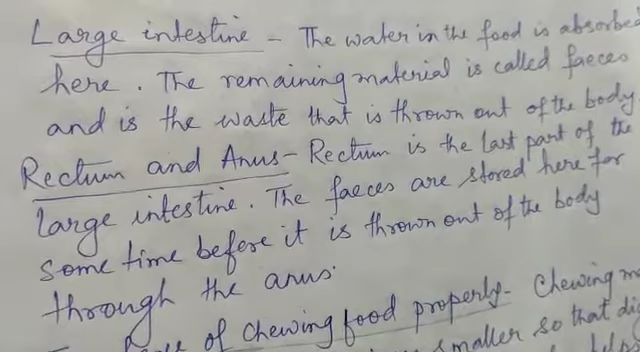 Large intestine - The water in the food is absorbed
here. The remaining material is called faeces
and is the waste that is thrown out of the body.
Rectum and Anus - Rectum is the last part of the
large intestine. The faeces are stored here for
some time before it is thrown out of the body
through the anus.
of chewing food properly - Chewing
smaller so that